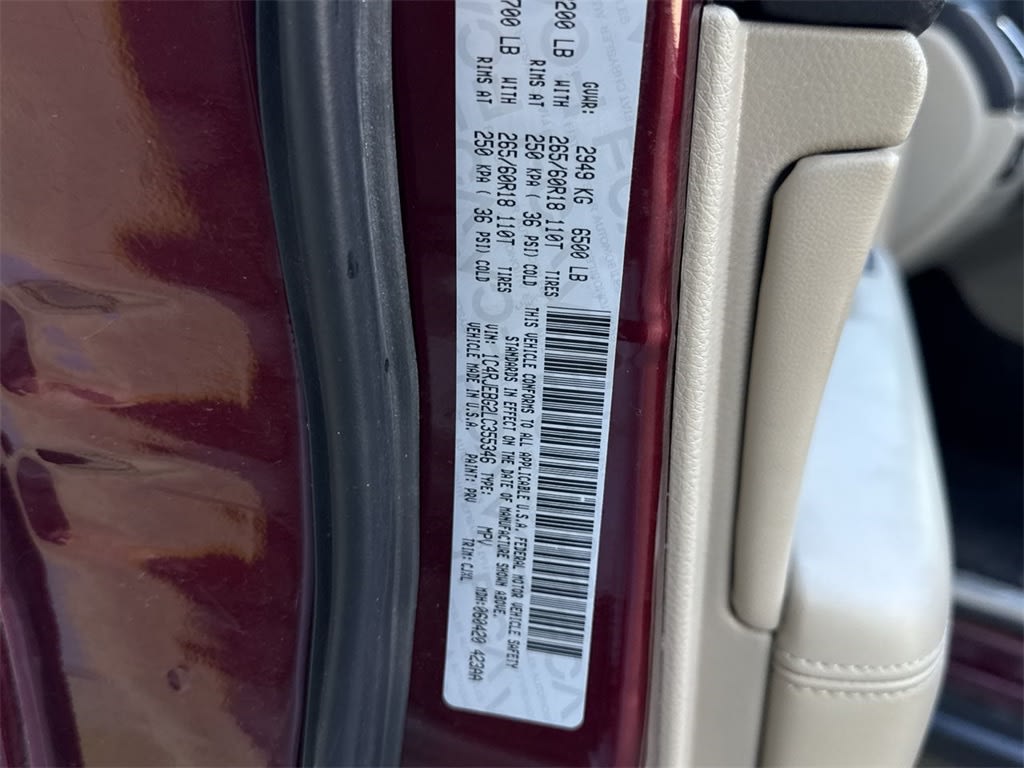 GVWR: 2949 KG 6500 LB
200 LB WITH 265/60R18 110T TIRES
RIMS AT 250 KPA ( 36 PSI) COLD
700 LB WITH 265/60R18 110T TIRES
RIMS AT 250 KPA ( 36 PSI) COLD
THIS VEHICLE CONFORMS TO ALL APPLICABLE U.S.A. FEDERAL MOTOR VEHICLE SAFETY
STANDARDS IN EFFECT ON THE DATE OF MANUFACTURE SHOWN ABOVE.
VIN: 1C4RJEBG2LC355346 TYPE: MPV MDH:060420 423AA
VEHICLE MADE IN U.S.A. PAINT: PRV TRIM: CJXL